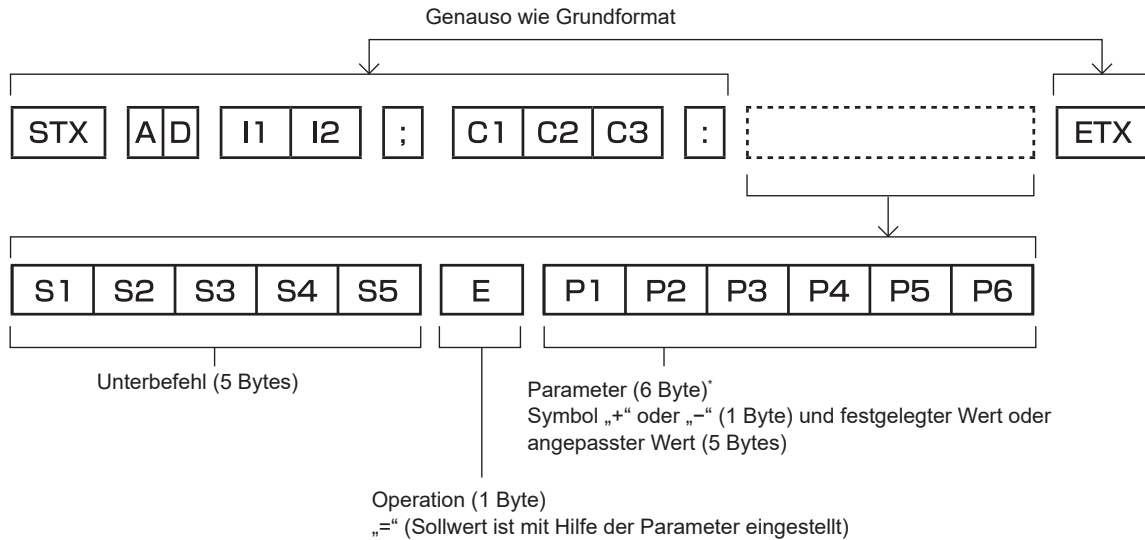 Genauso wie Grundformat
STX A D I1 I2 ; C1 C2 C3 : ETX
S1 S2 S3 S4 S5 E P1 P2 P3 P4 P5 P6
Unterbefehl (5 Bytes)
Parameter (6 Byte)*
Symbol „+“ oder „−“ (1 Byte) und festgelegter Wert oder
angepasster Wert (5 Bytes)
Operation (1 Byte)
„=“ (Sollwert ist mit Hilfe der Parameter eingestellt)